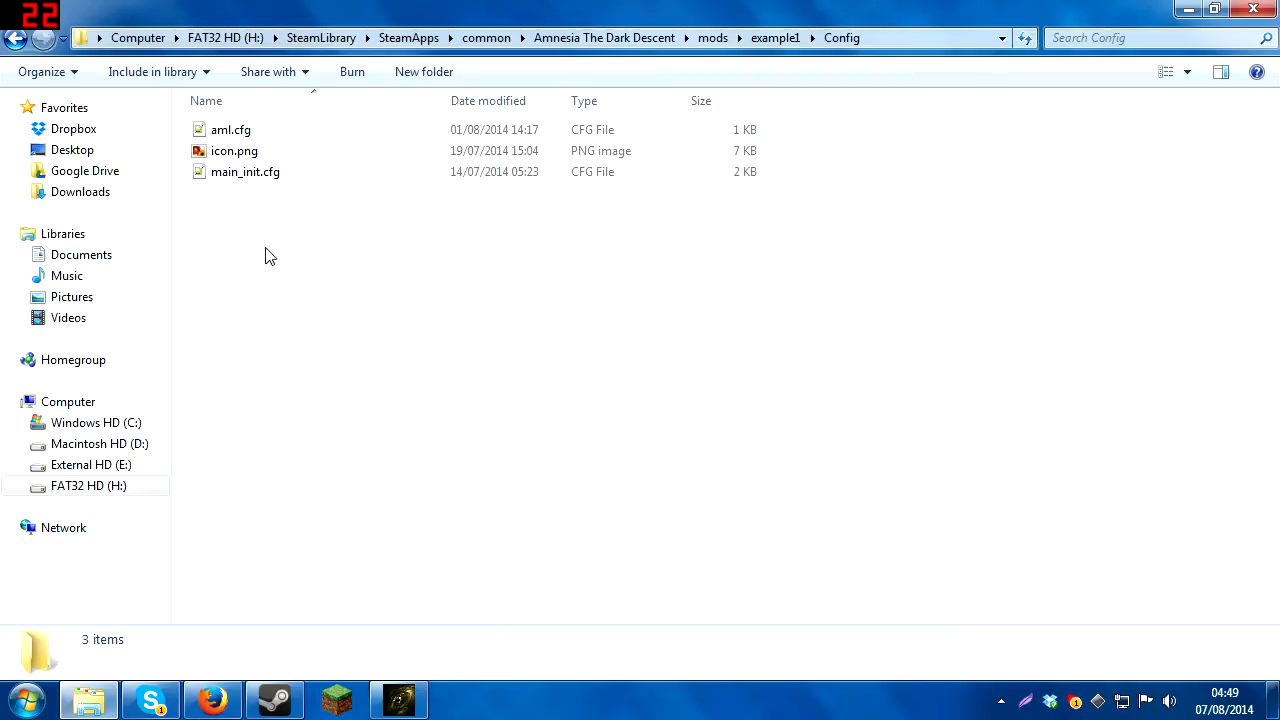 22
Computer FAT32 HD (H:) SteamLibrary SteamApps common Amnesia The Dark Descent mods example1 Config Search Config
Organize Include in library Share with Burn New folder
Name Date modified Type Size
aml.cfg 01/08/2014 14:17 CFG File 1 KB
icon.png 19/07/2014 15:04 PNG image 7 KB
main_init.cfg 14/07/2014 05:23 CFG File 2 KB
Favorites
Dropbox
Desktop
Google Drive
Downloads
Libraries
Documents
Music
Pictures
Videos
Homegroup
Computer
Windows HD (C:)
Macintosh HD (D:)
External HD (E:)
FAT32 HD (H:)
Network
3 items
04:49
07/08/2014